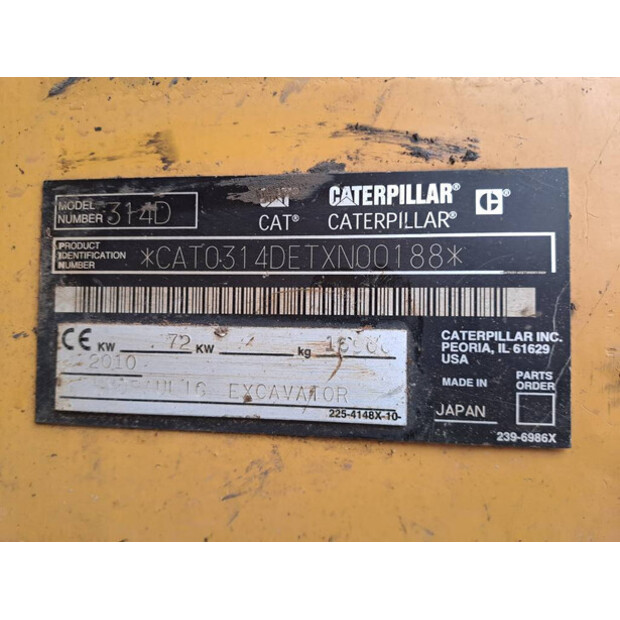 MODEL NUMBER 314D
CAT® CATERPILLAR®
CAT® CATERPILLAR®
PRODUCT IDENTIFICATION NUMBER *CAT0314DETXN00188*
CE KW 72 KW kg
2010
EXCAVATOR
225-4148X-10-
CATERPILLAR INC.
PEORIA, IL 61629
USA
MADE IN
JAPAN
PARTS ORDER
239-6986X